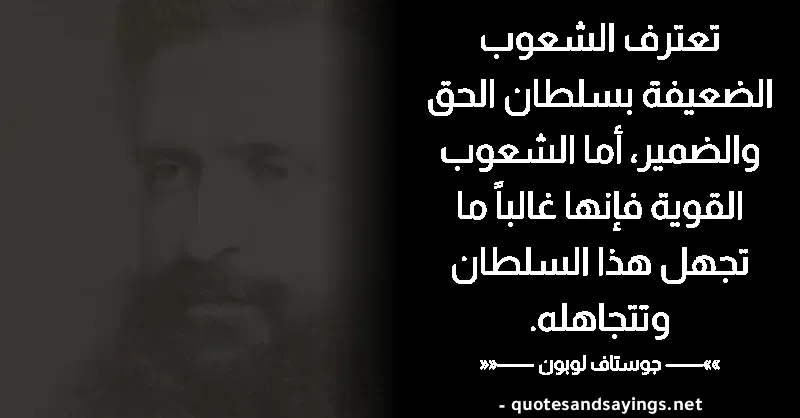 تعترف الشعوب
الضعيفة بسلطان الحق
والضمير، أما الشعوب
القوية فإنها غالباً ما
تجهل هذا السلطان
وتتجاهله.
»»—— جوستاف لوبون ——««
- quotesandsayings.net